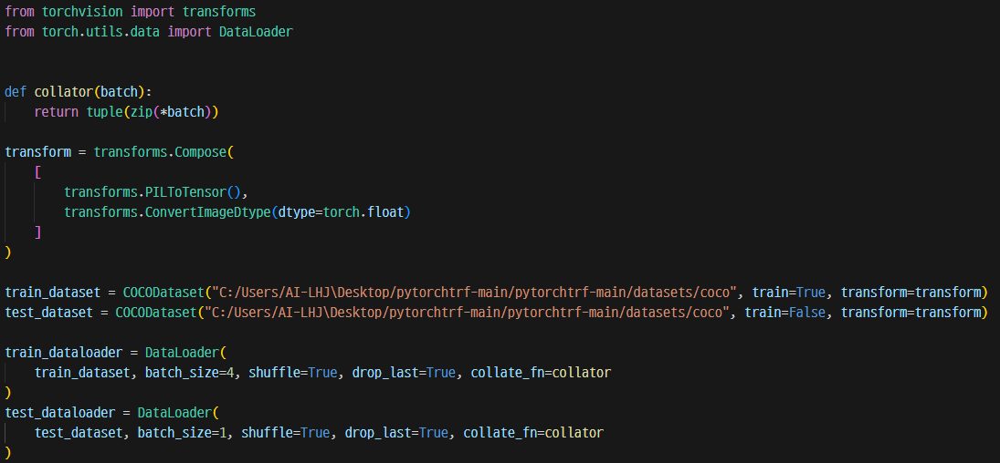 from torchvision import transforms
from torch.utils.data import DataLoader
def collator(batch):
    return tuple(zip(*batch))
transform = transforms.Compose(
    [
        transforms.PILToTensor(),
        transforms.ConvertImageDtype(dtype=torch.float)
    ]
)
train_dataset = COCODataset("C:/Users/AI-LHJ\Desktop/pytorchtrf-main/pytorchtrf-main/datasets/coco", train=True, transform=transform)
test_dataset = COCODataset("C:/Users/AI-LHJ\Desktop/pytorchtrf-main/pytorchtrf-main/datasets/coco", train=False, transform=transform)
train_dataloader = DataLoader(
    train_dataset, batch_size=4, shuffle=True, drop_last=True, collate_fn=collator
)
test_dataloader = DataLoader(
    test_dataset, batch_size=1, shuffle=True, drop_last=True, collate_fn=collator
)